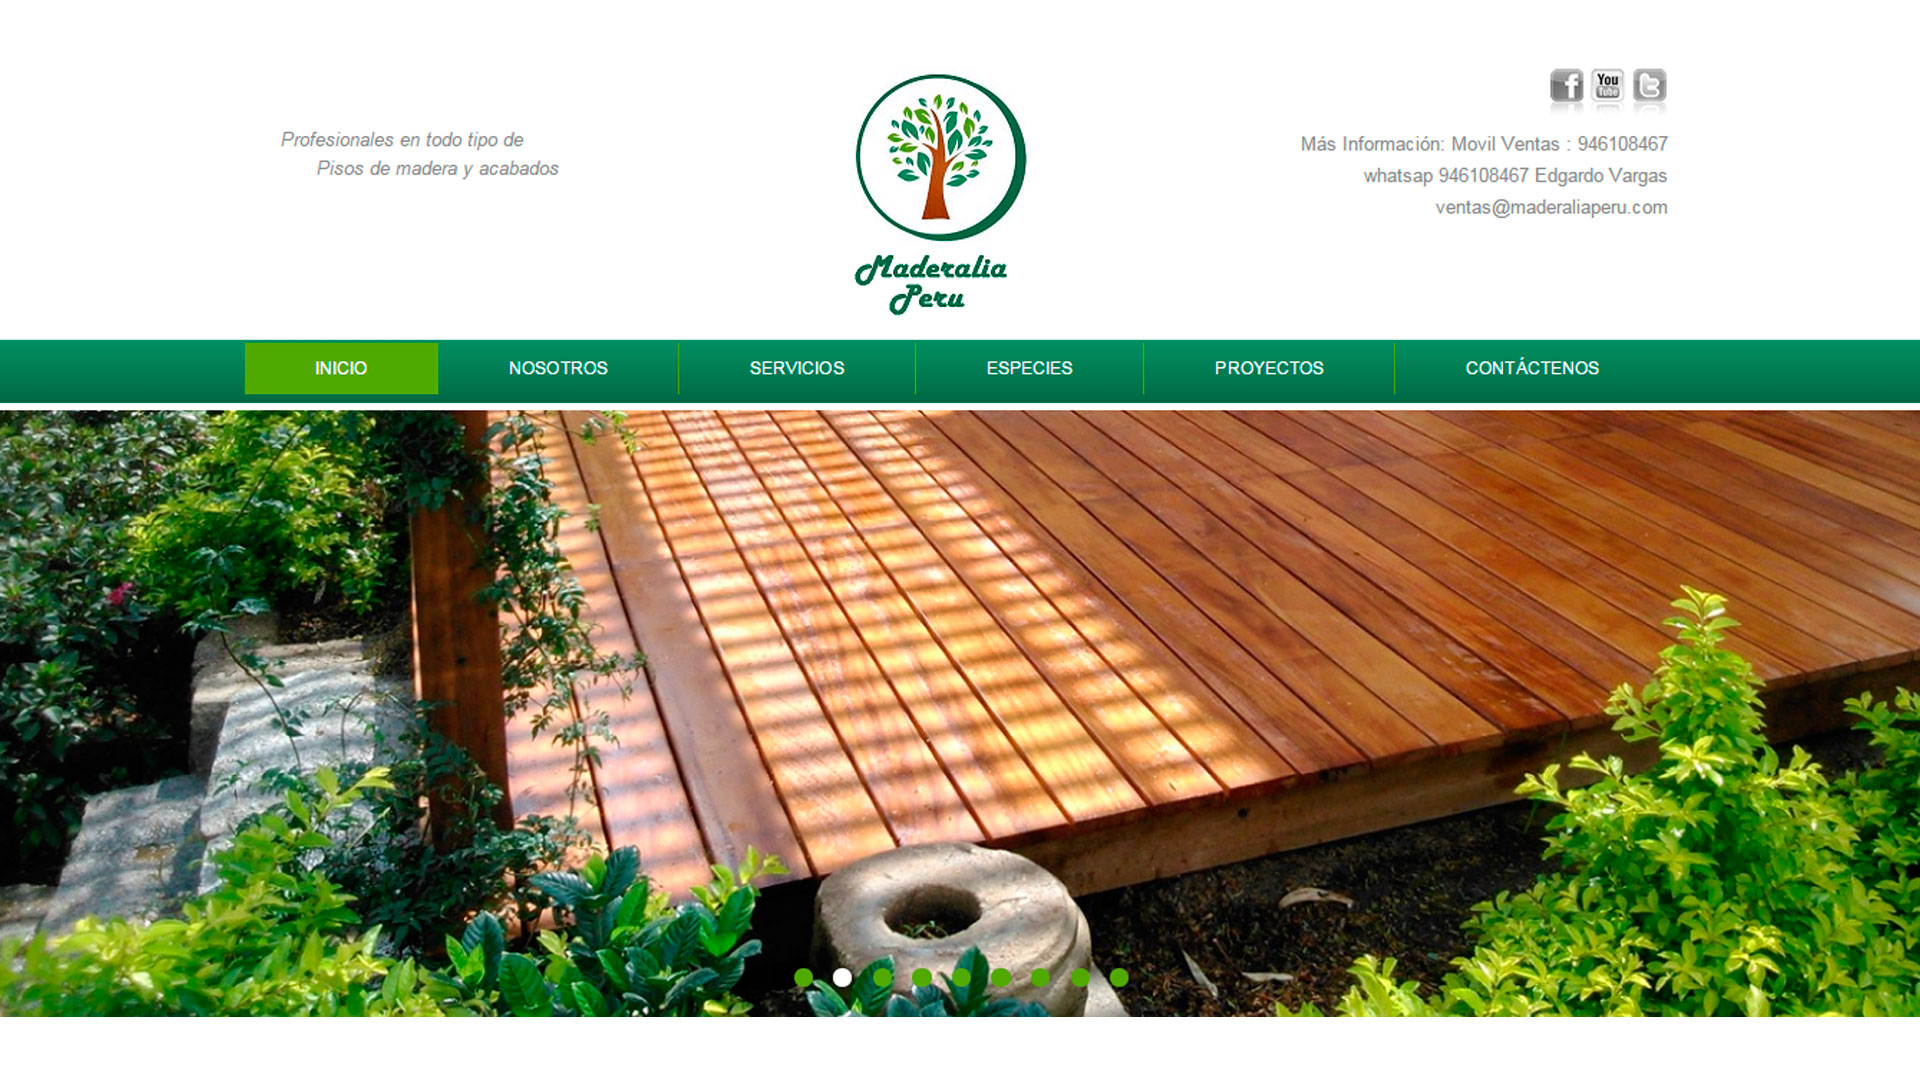 Profesionales en todo tipo de
Pisos de madera y acabados
Maderalia
Peru
f
You
Tube
t
Más Información: Movil Ventas : 946108467
whatsap 946108467 Edgardo Vargas
ventas@maderaliaperu.com
INICIO
NOSOTROS
SERVICIOS
ESPECIES
PROYECTOS
CONTÁCTENOS